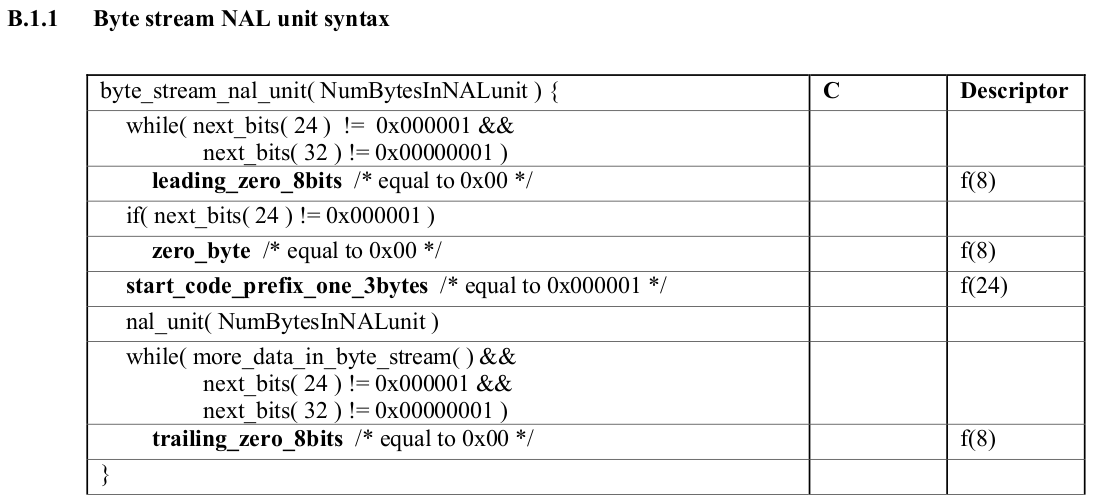 B.1.1 Byte stream NAL unit syntax
byte_stream_nal_unit( NumBytesInNALunit ) { C Descriptor
while( next_bits( 24 ) != 0x000001 &&
next_bits( 32 ) != 0x00000001 )
leading_zero_8bits /* equal to 0x00 */ f(8)
if( next_bits( 24 ) != 0x000001 )
zero_byte /* equal to 0x00 */ f(8)
start_code_prefix_one_3bytes /* equal to 0x000001 */ f(24)
nal_unit( NumBytesInNALunit )
while( more_data_in_byte_stream( ) &&
next_bits( 24 ) != 0x000001 &&
next_bits( 32 ) != 0x00000001 )
trailing_zero_8bits /* equal to 0x00 */ f(8)
}